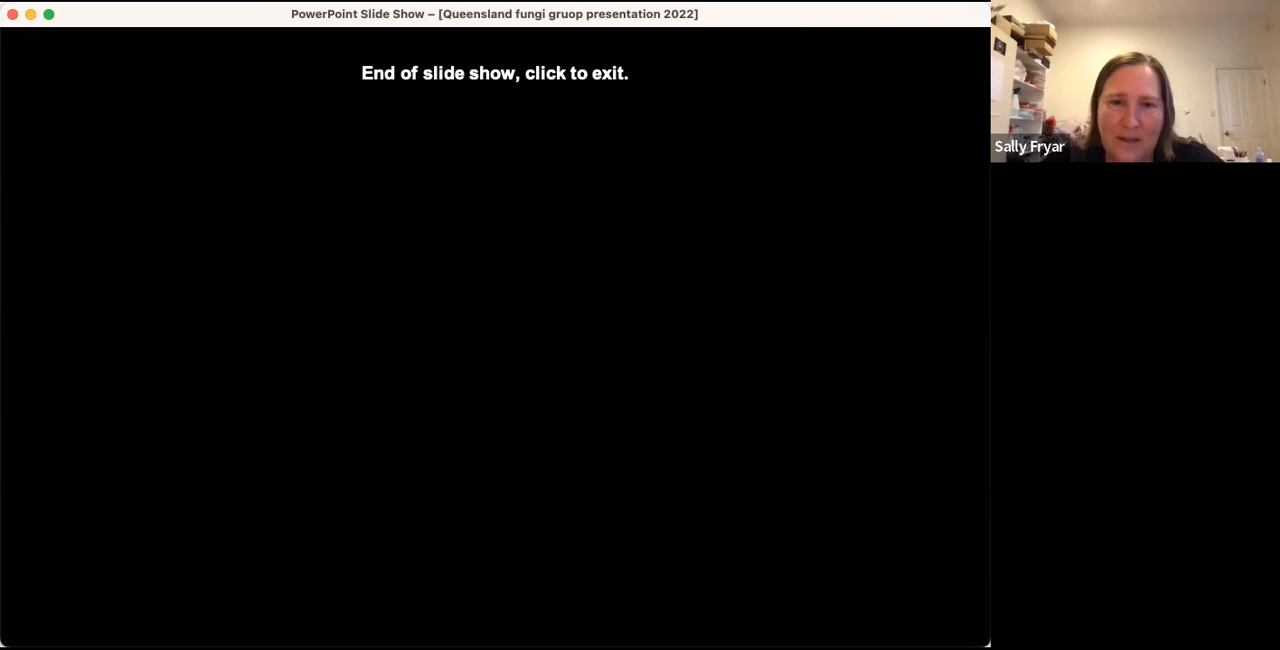 PowerPoint Slide Show – [Queensland fungi gruop presentation 2022]
End of slide show, click to exit.
Sally Fryar